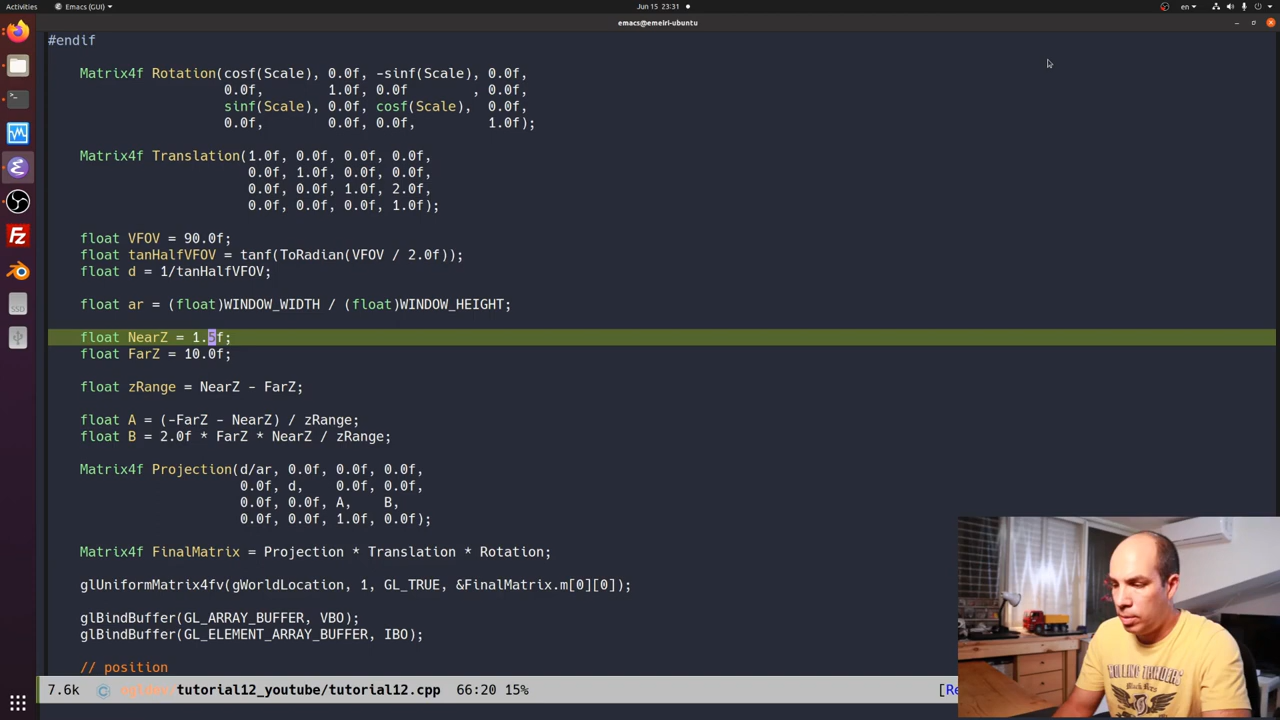 Activities Emacs (GUI) Jun 15 23:31 en
emacs@emeiri-ubuntu
#endif
Matrix4f Rotation(cosf(Scale), 0.0f, -sinf(Scale), 0.0f,
0.0f, 1.0f, 0.0f , 0.0f,
sinf(Scale), 0.0f, cosf(Scale), 0.0f,
0.0f, 0.0f, 0.0f, 1.0f);
Matrix4f Translation(1.0f, 0.0f, 0.0f, 0.0f,
0.0f, 1.0f, 0.0f, 0.0f,
0.0f, 0.0f, 1.0f, 2.0f,
0.0f, 0.0f, 0.0f, 1.0f);
float VFOV = 90.0f;
float tanHalfVFOV = tanf(ToRadian(VFOV / 2.0f));
float d = 1/tanHalfVFOV;
float ar = (float)WINDOW_WIDTH / (float)WINDOW_HEIGHT;
float NearZ = 1.5f;
float FarZ = 10.0f;
float zRange = NearZ - FarZ;
float A = (-FarZ - NearZ) / zRange;
float B = 2.0f * FarZ * NearZ / zRange;
Matrix4f Projection(d/ar, 0.0f, 0.0f, 0.0f,
0.0f, d, 0.0f, 0.0f,
0.0f, 0.0f, A, B,
0.0f, 0.0f, 1.0f, 0.0f);
Matrix4f FinalMatrix = Projection * Translation * Rotation;
glUniformMatrix4fv(gWorldLocation, 1, GL_TRUE, &FinalMatrix.m[0][0]);
glBindBuffer(GL_ARRAY_BUFFER, VBO);
glBindBuffer(GL_ELEMENT_ARRAY_BUFFER, IBO);
// position
7.6k tutorial12_youtube/tutorial12.cpp 66:20 15%